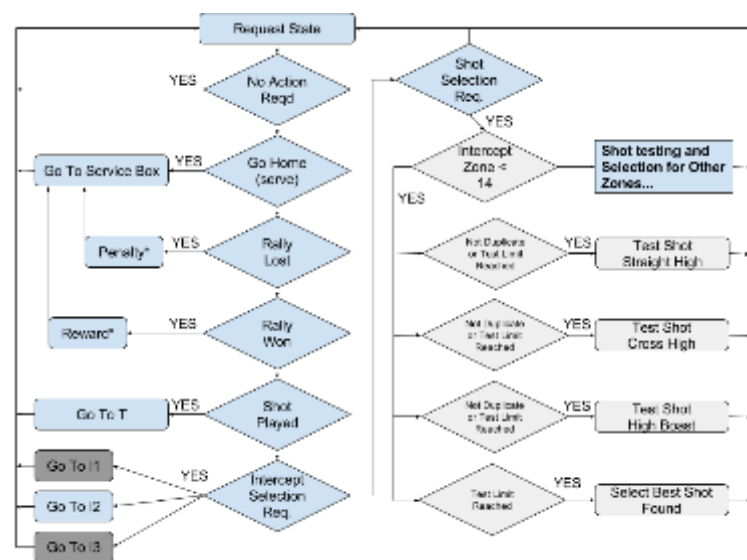 Request State
YES
No Action
Reqd
Go To Service Box
YES
Go Home
(serve)
Penalty*
YES
Rally
Lost
Reward*
YES
Rally
Won
Go To T
YES
Shot
Played
Go To I1
YES
Go To I2
Go To I3
Intercept
Selection
Req.
Shot
Selection
Req.
YES
Intercept
Zone <
14
YES
Shot testing and
Selection for Other
Zones...
Not Duplicate
or Test Limit
Reached
YES
Test Shot
Straight High
Not Duplicate
or Test Limit
Reached
YES
Test Shot
Cross High
Not Duplicate
or Test Limit
Reached
YES
Test Shot
High Boast
Test Limit
Reached
YES
Select Best Shot
Found